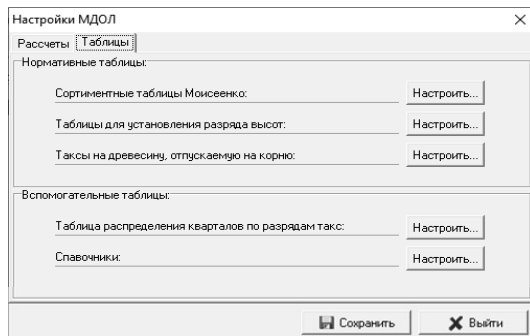 Настройки МДОЛ
Рассчеты Таблицы
Нормативные таблицы:
Сортиментные таблицы Моисеенко: Настроить...
Таблицы для установления разряда высот: Настроить...
Таксы на древесину, отпускаемую на корню: Настроить...
Вспомогательные таблицы:
Таблица распределения кварталов по разрядам такс: Настроить...
Спавочники: Настроить...
Сохранить Выйти